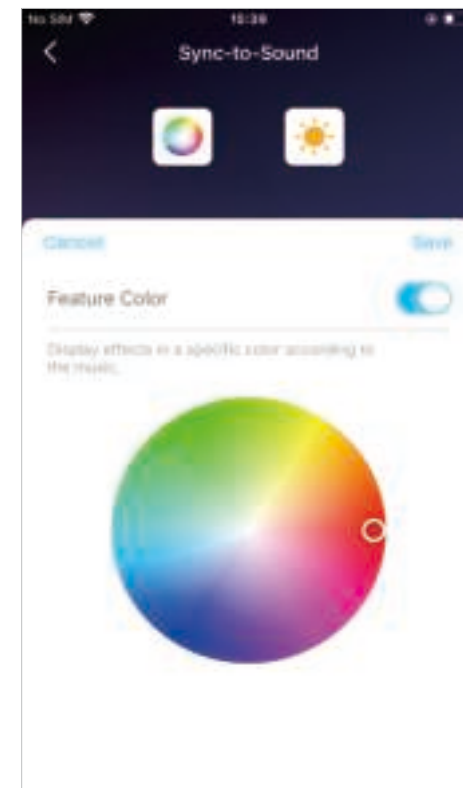 No SIM
15:39
Sync-to-Sound
Cancel
Save
Feature Color
Display effects in a specific color according to
the music.